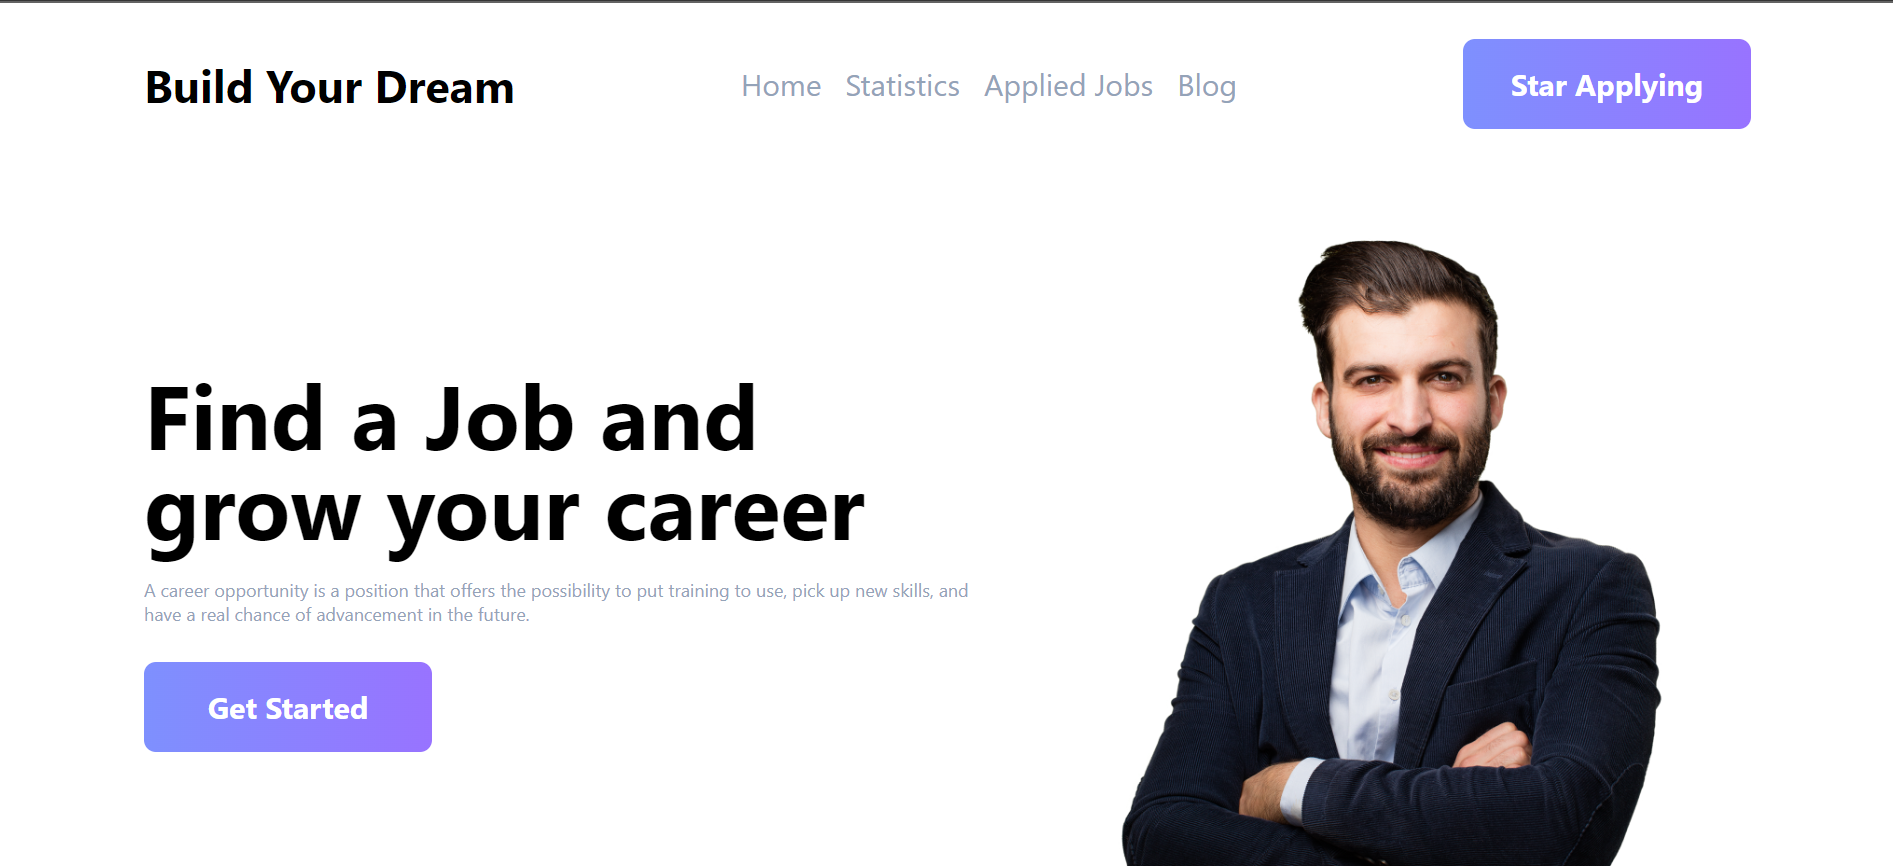 Build Your Dream
Home Statistics Applied Jobs Blog
Star Applying
Find a Job and
grow your career
A career opportunity is a position that offers the possibility to put training to use, pick up new skills, and
have a real chance of advancement in the future.
Get Started